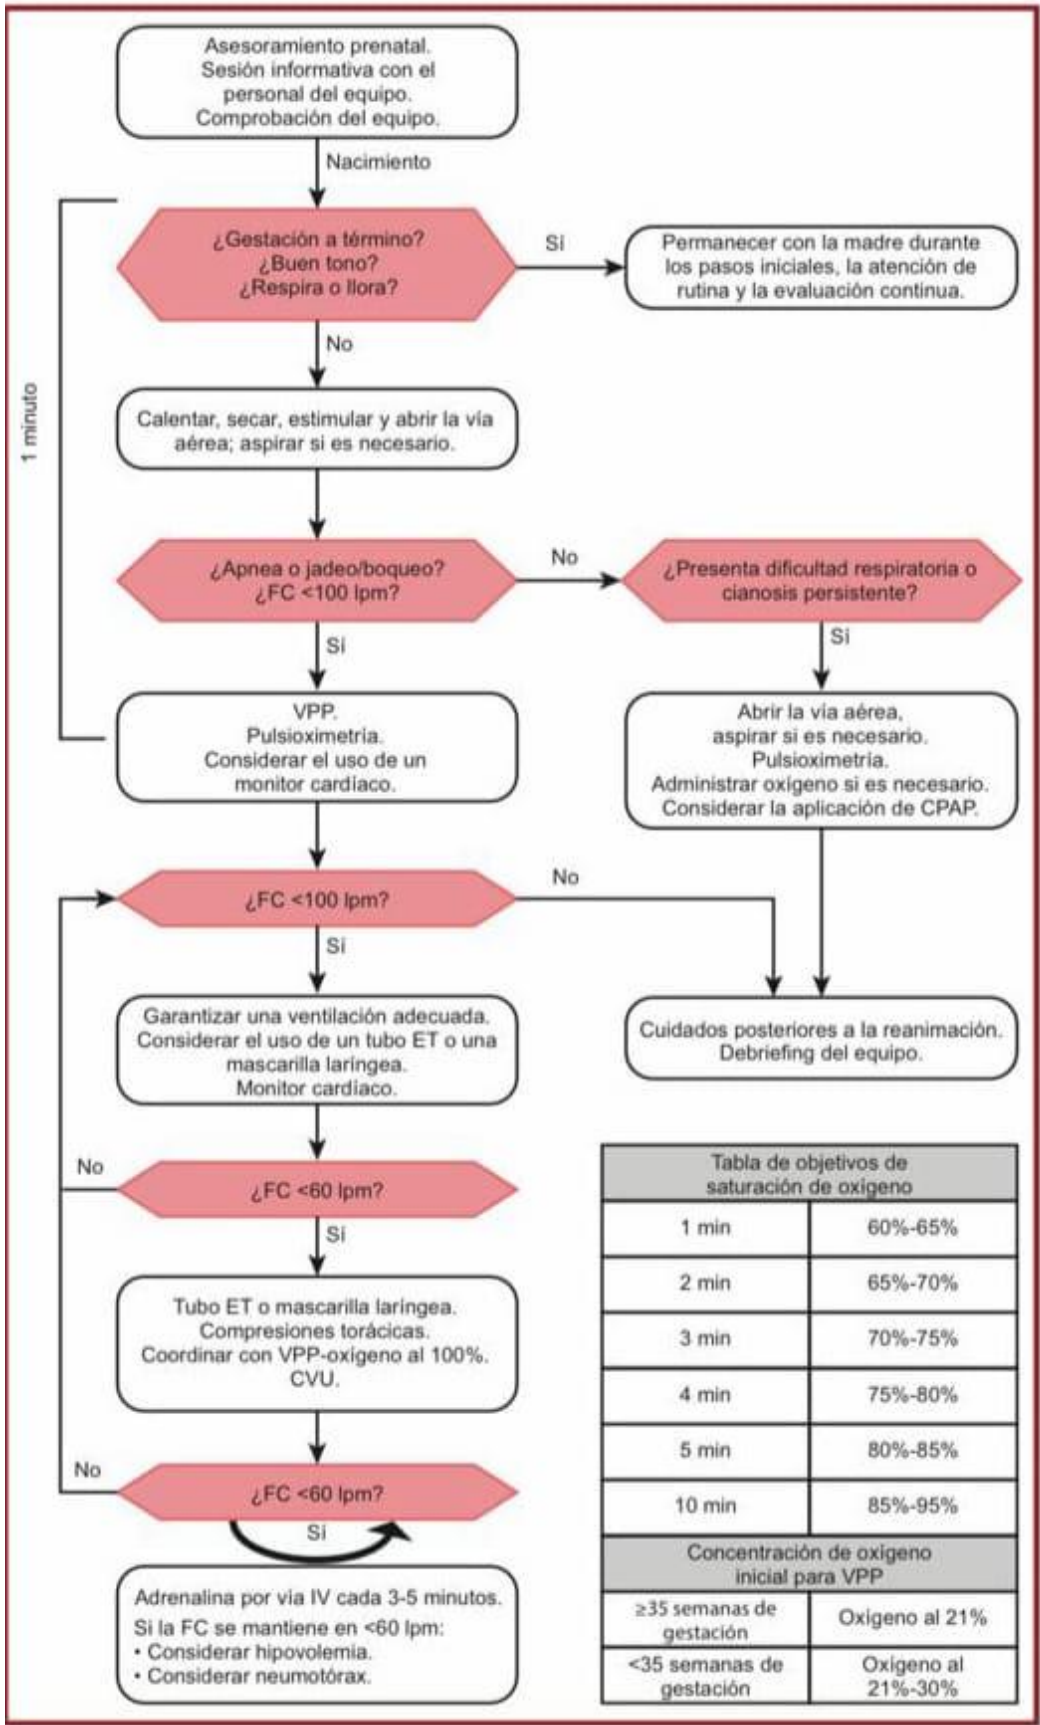 Asesoramiento prenatal.
Sesión informativa con el
personal del equipo.
Comprobación del equipo.
Nacimiento
¿Gestación a término?
¿Buen tono?
¿Respira o llora?
Sí
Permanecer con la madre durante
los pasos iniciales, la atención de
rutina y la evaluación continua.
No
1 minuto
Calentar, secar, estimular y abrir la vía
aérea; aspirar si es necesario.
¿Apnea o jadeo/boqueo?
¿FC <100 lpm?
No
¿Presenta dificultad respiratoria o
cianosis persistente?
Sí
Sí
VPP.
Pulsioximetría.
Considerar el uso de un
monitor cardíaco.
Abrir la vía aérea,
aspirar si es necesario.
Pulsioximetría.
Administrar oxígeno si es necesario.
Considerar la aplicación de CPAP.
¿FC <100 lpm?
No
Sí
Garantizar una ventilación adecuada.
Considerar el uso de un tubo ET o una
mascarilla laríngea.
Monitor cardíaco.
Cuidados posteriores a la reanimación.
Debriefing del equipo.
No
¿FC <60 lpm?
Sí
Tubo ET o mascarilla laríngea.
Compresiones torácicas.
Coordinar con VPP-oxígeno al 100%.
CVU.
No
¿FC <60 lpm?
Sí
Adrenalina por vía IV cada 3-5 minutos.
Si la FC se mantiene en <60 lpm:
• Considerar hipovolemia.
• Considerar neumotórax.
Tabla de objetivos de
saturación de oxígeno
1 min 60%-65%
2 min 65%-70%
3 min 70%-75%
4 min 75%-80%
5 min 80%-85%
10 min 85%-95%
Concentración de oxígeno
inicial para VPP
≥35 semanas de
gestación
Oxígeno al 21%
<35 semanas de
gestación
Oxígeno al
21%-30%